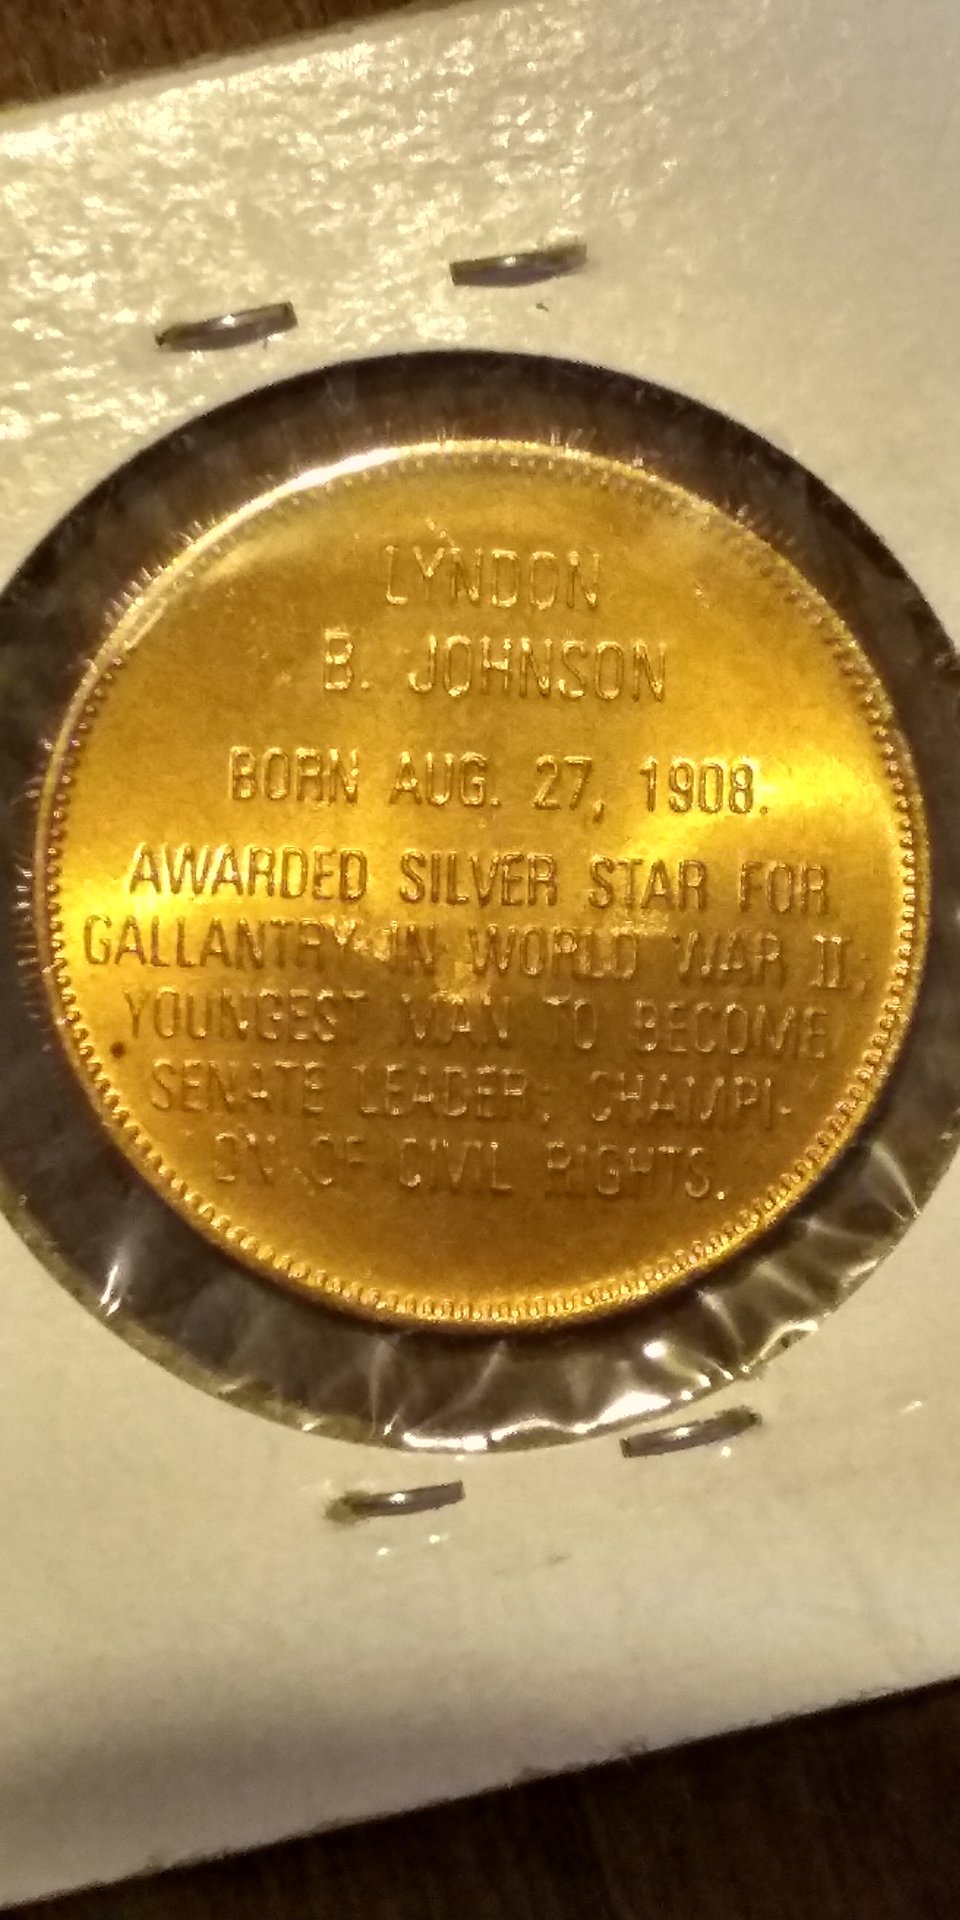 LYNDON
B. JOHNSON
BORN AUG. 27, 1908.
AWARDED SILVER STAR FOR
GALLANTRY IN WORLD WAR II;
YOUNGEST MAN TO BECOME
SENATE LEADER; CHAMPI-
ON OF CIVIL RIGHTS.